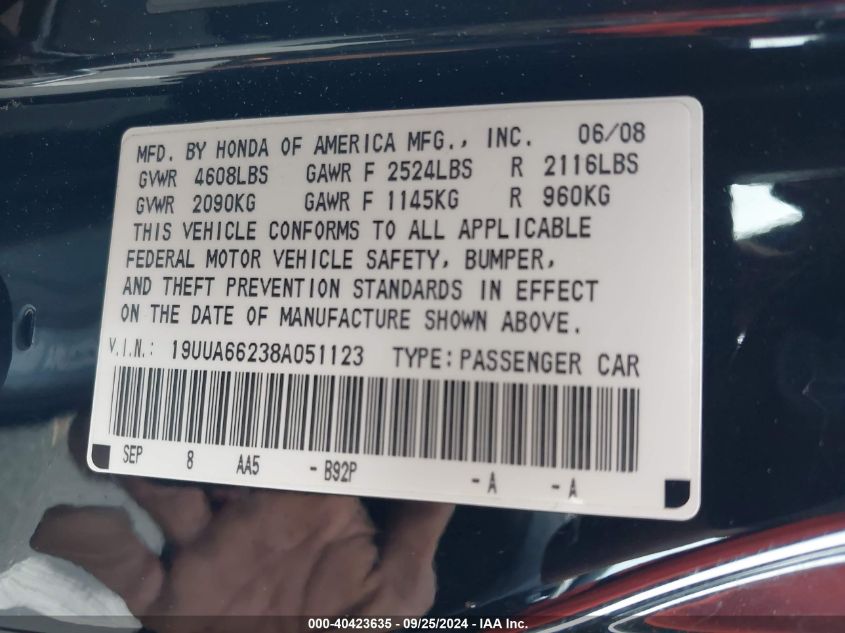 MFD. BY HONDA OF AMERICA MFG., INC. 06/08
GVWR 4608LBS GAWR F 2524LBS R 2116LBS
GVWR 2090KG GAWR F 1145KG R 960KG
THIS VEHICLE CONFORMS TO ALL APPLICABLE
FEDERAL MOTOR VEHICLE SAFETY, BUMPER,
AND THEFT PREVENTION STANDARDS IN EFFECT
ON THE DATE OF MANUFACTURE SHOWN ABOVE.
V.I.N.: 19UUA66238A051123 TYPE:PASSENGER CAR
SEP 8 AA5 - B92P - A - A
000-40423635 - 09/25/2024 - IAA Inc.